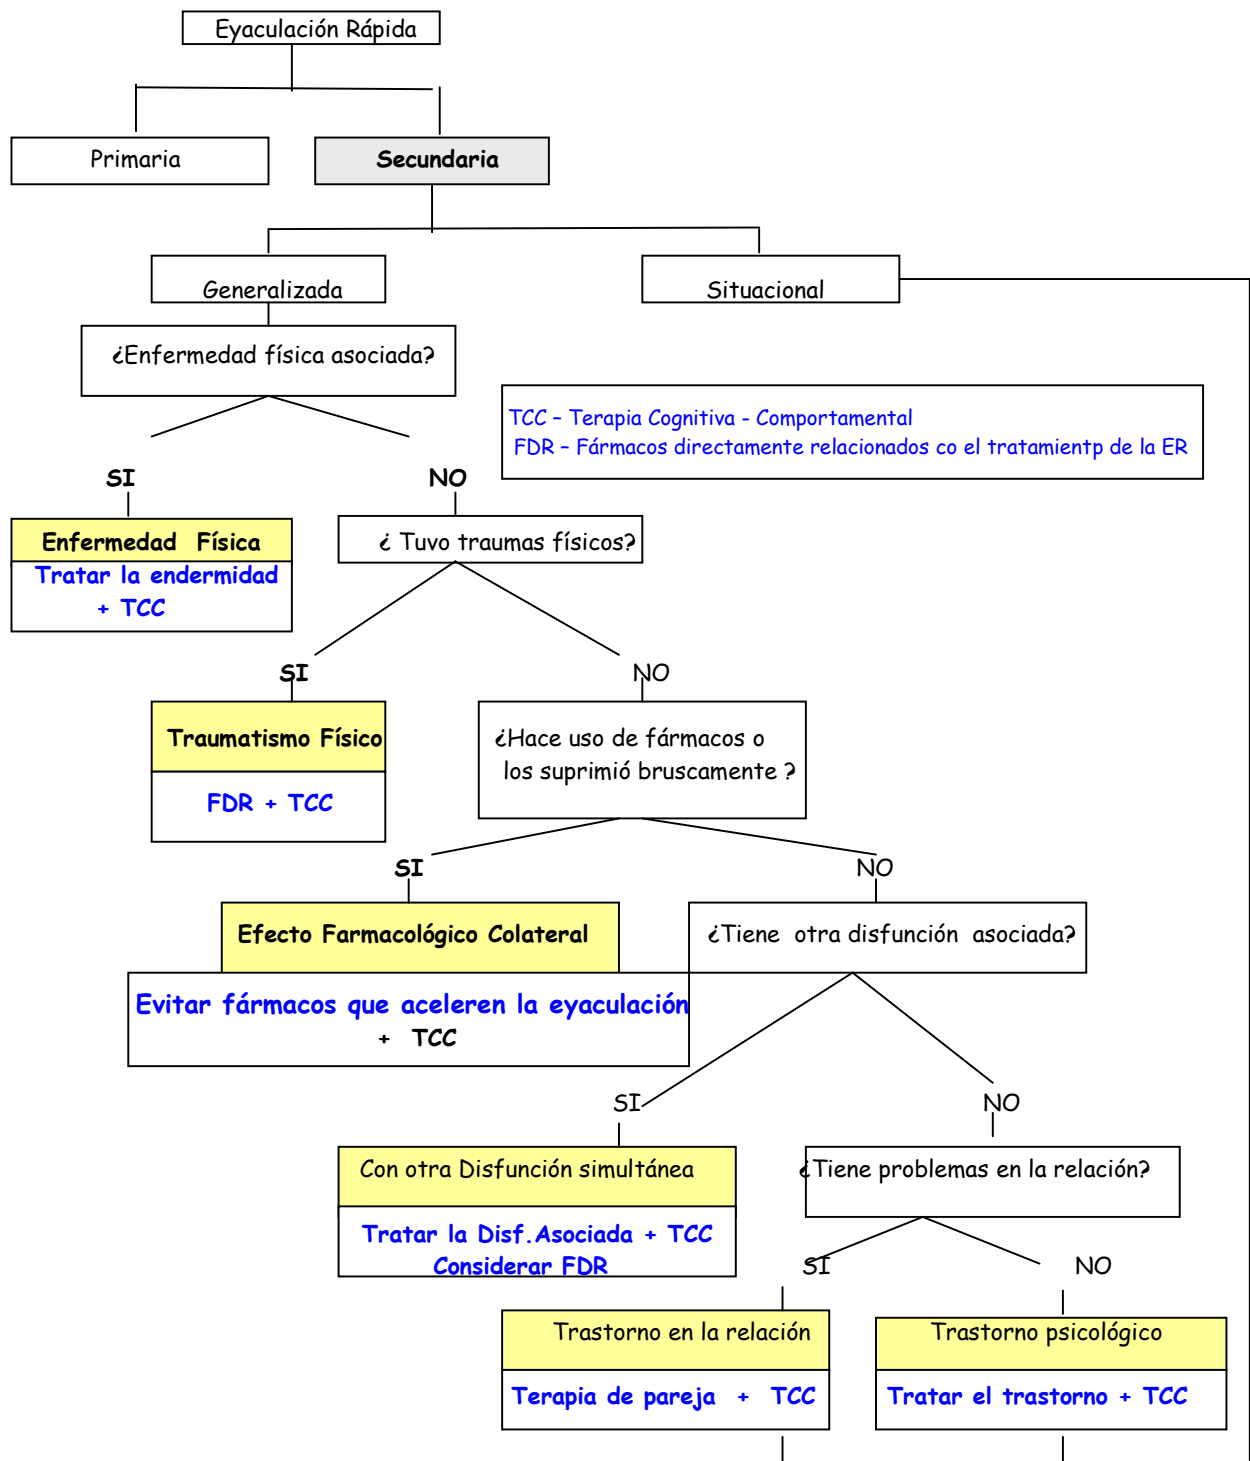 Eyaculación Rápida
Primaria
Secundaria
Generalizada
Situacional
¿Enfermedad física asociada?
TCC – Terapia Cognitiva - Comportamental
FDR – Fármacos directamente relacionados co el tratamientp de la ER
SI
NO
Enfermedad Física
¿ Tuvo traumas físicos?
Tratar la endermidad
+ TCC
SI
NO
Traumatismo Físico
¿Hace uso de fármacos o
los suprimió bruscamente ?
FDR + TCC
SI
NO
Efecto Farmacológico Colateral
¿Tiene otra disfunción asociada?
Evitar fármacos que aceleren la eyaculación
+ TCC
SI
NO
Con otra Disfunción simultánea
¿Tiene problemas en la relación?
Tratar la Disf.Asociada + TCC
Considerar FDR
SI
NO
Trastorno en la relación
Trastorno psicológico
Terapia de pareja + TCC
Tratar el trastorno + TCC